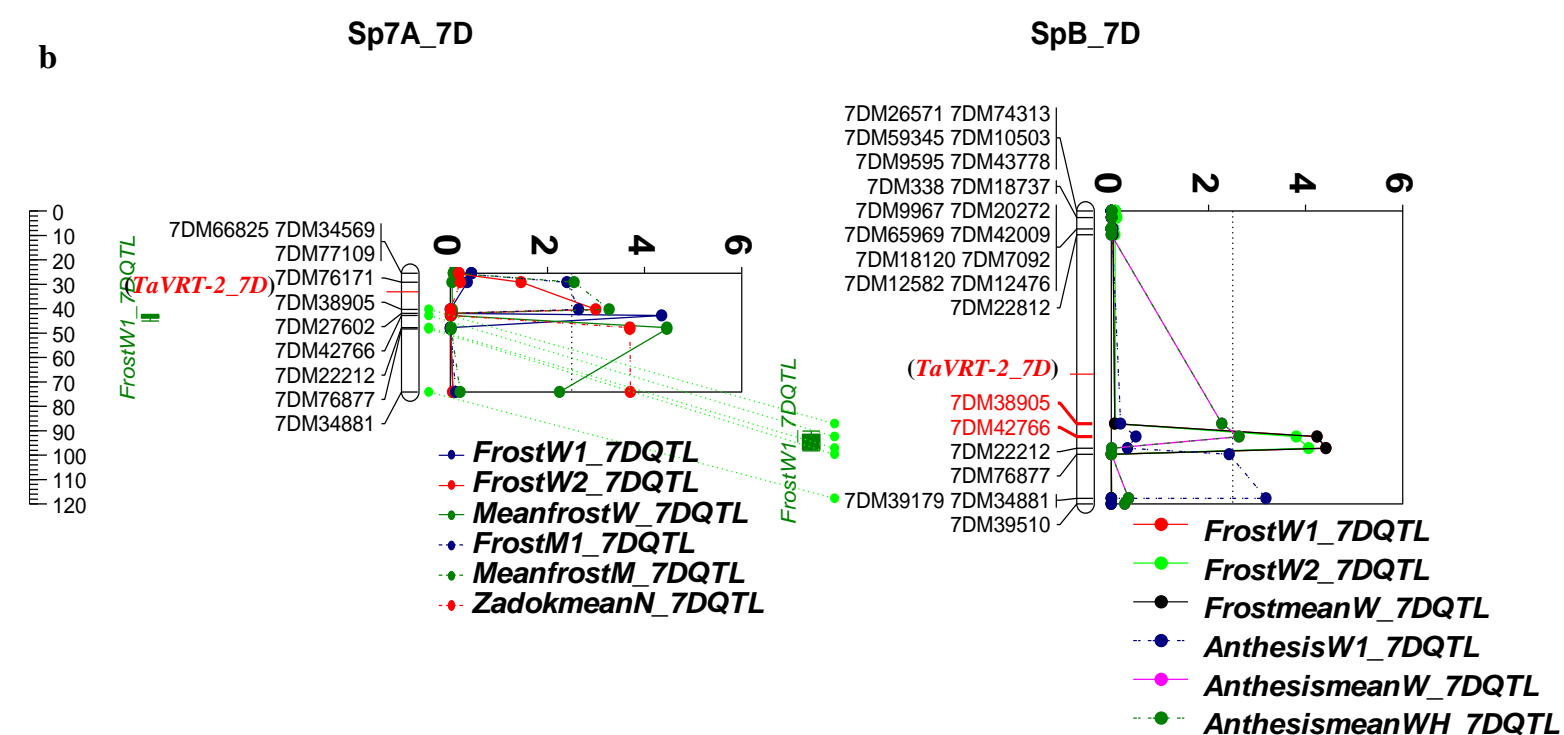 b
Sp7A_7D
SpB_7D
0
10
20
30
40
50
60
70
80
90
100
110
120
FrostW1_7DQTL
7DM66825 7DM34569
7DM77109
7DM76171
(TaVRT-2_7D)
7DM38905
7DM27602
7DM42766
7DM22212
7DM76877
7DM34881
0 2 4 6
FrostW1_7DQTL
FrostW2_7DQTL
MeanfrostW_7DQTL
FrostM1_7DQTL
MeanfrostM_7DQTL
ZadokmeanN_7DQTL
FrostW1_7DQTL
7DM26571 7DM74313
7DM59345 7DM10503
7DM9595 7DM43778
7DM338 7DM18737
7DM9967 7DM20272
7DM65969 7DM42009
7DM18120 7DM7092
7DM12582 7DM12476
7DM22812
(TaVRT-2_7D)
7DM38905
7DM42766
7DM22212
7DM76877
7DM39179 7DM34881
7DM39510
0 2 4 6
FrostW1_7DQTL
FrostW2_7DQTL
FrostmeanW_7DQTL
AnthesisW1_7DQTL
AnthesismeanW_7DQTL
AnthesismeanWH_7DQTL